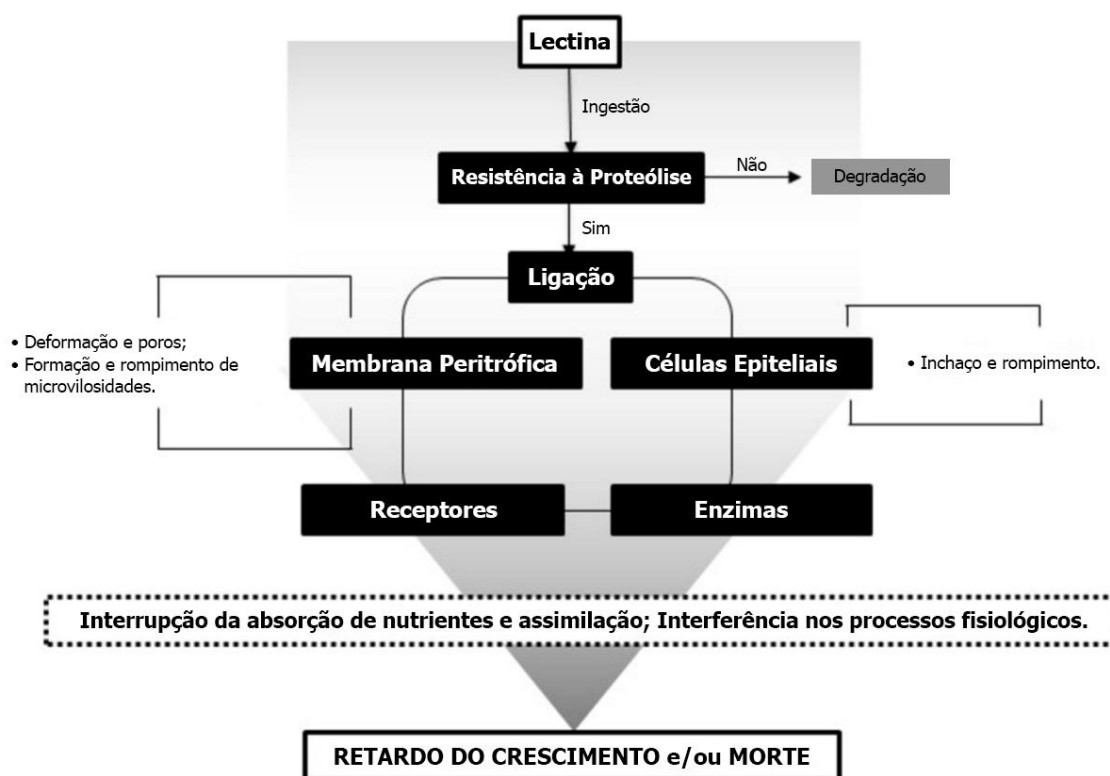 Lectina
Ingestão
Resistência à Proteólise
Não
Degradação
Sim
Ligação
• Deformação e poros;
• Formação e rompimento de
microvilosidades.
Membrana Peritrófica
Células Epiteliais
• Inchaço e rompimento.
Receptores
Enzimas
Interrupção da absorção de nutrientes e assimilação; Interferência nos processos fisiológicos.
RETARDO DO CRESCIMENTO e/ou MORTE